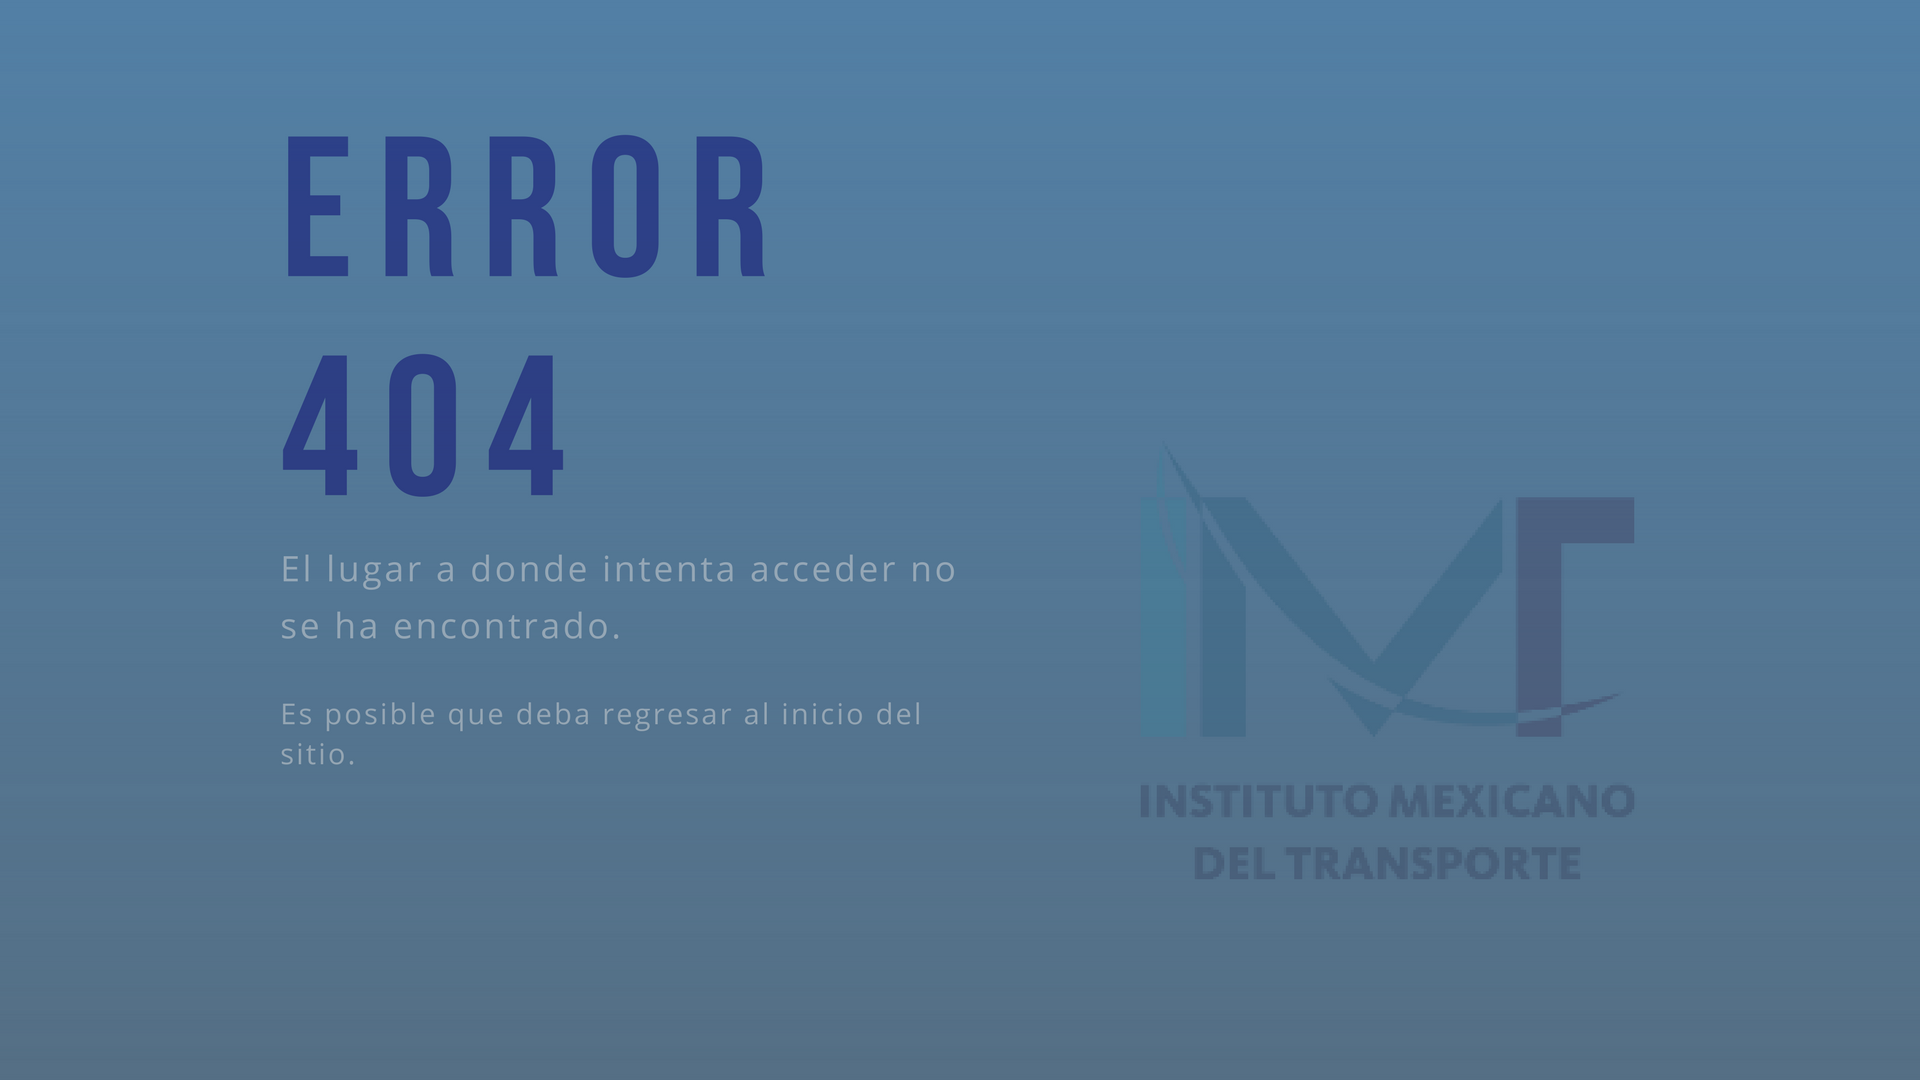 ERROR
404
El lugar a donde intenta acceder no
se ha encontrado.
Es posible que deba regresar al inicio del
sitio.
IMT
INSTITUTO MEXICANO
DEL TRANSPORTE